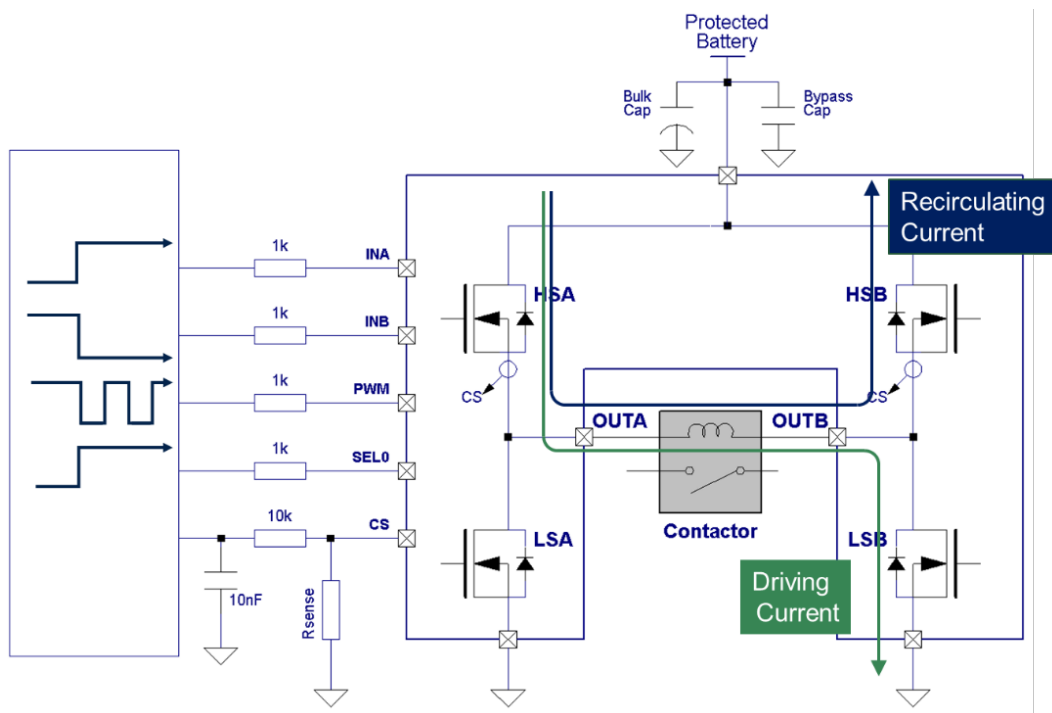 Protected
Battery
Bulk
Cap
Bypass
Cap
Recirculating
Current
1k
INA
HSA
HSB
1k
INB
CS
CS
1k
PWM
OUTA
OUTB
1k
SEL0
Contactor
10k
CS
LSA
LSB
10nF
Rsense
Driving
Current